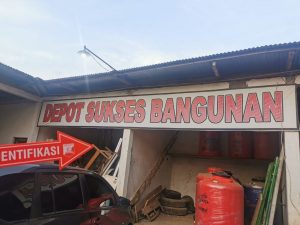 DEPOT SUKSES BANGUNAN
ENTIFIKASI